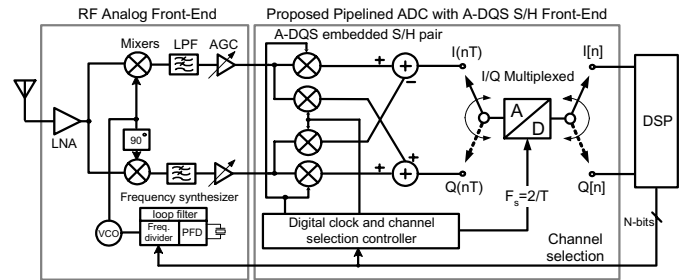 RF Analog Front-End
Proposed Pipelined ADC with A-DQS S/H Front-End
Mixers
LPF
AGC
A-DQS embedded S/H pair
I(nT)
I[n]
I/Q Multiplexed
LNA
90°
A
D
DSP
Frequency synthesizer
Q(nT)
Q[n]
Fs=2/T
VCO
loop filter
Freq. divider
PFD
Digital clock and channel
selection controller
Channel
selection
N-bits